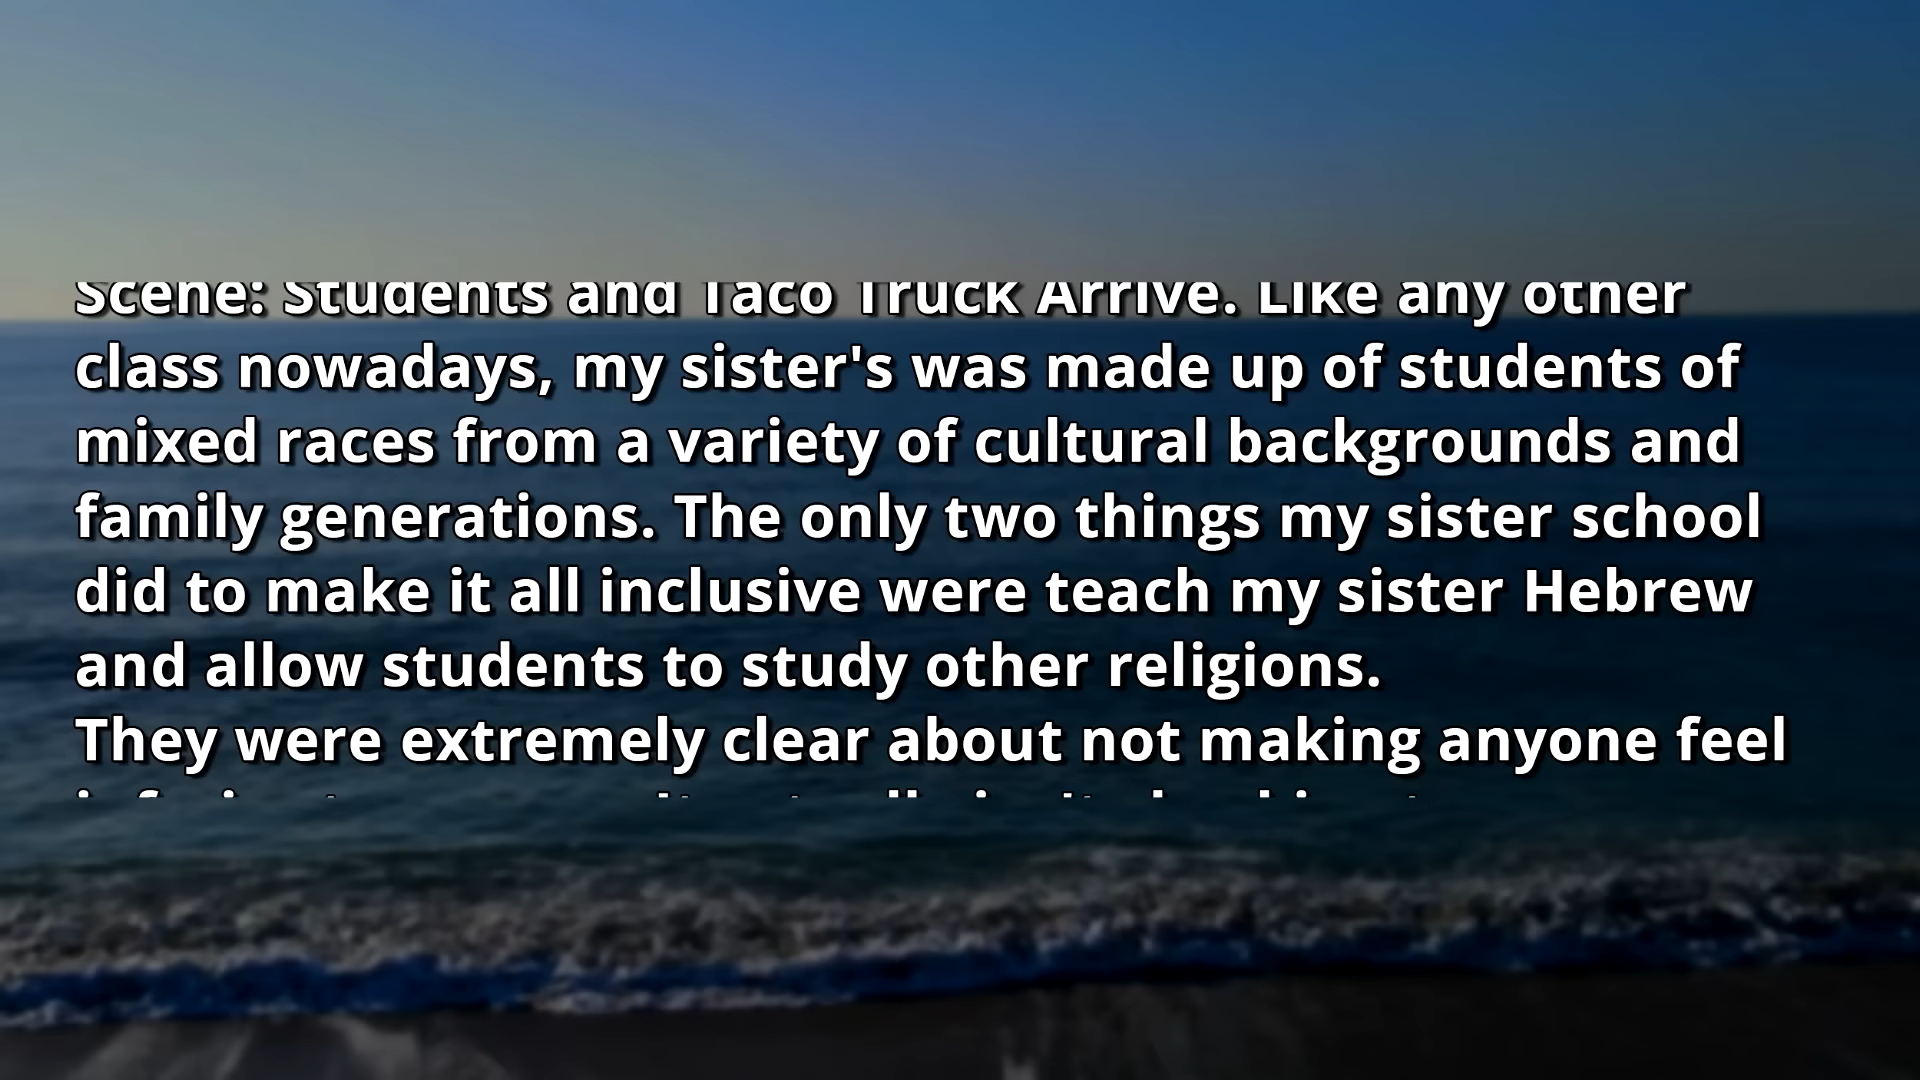 Scene: Students and Taco Truck Arrive. Like any other
class nowadays, my sister's was made up of students of
mixed races from a variety of cultural backgrounds and
family generations. The only two things my sister school
did to make it all inclusive were teach my sister Hebrew
and allow students to study other religions.
They were extremely clear about not making anyone feel